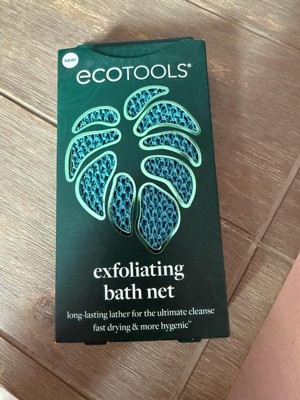 NEW!
ecoTOOLS®
exfoliating
bath net
long-lasting lather for the ultimate cleanse
fast drying & more hygenic**